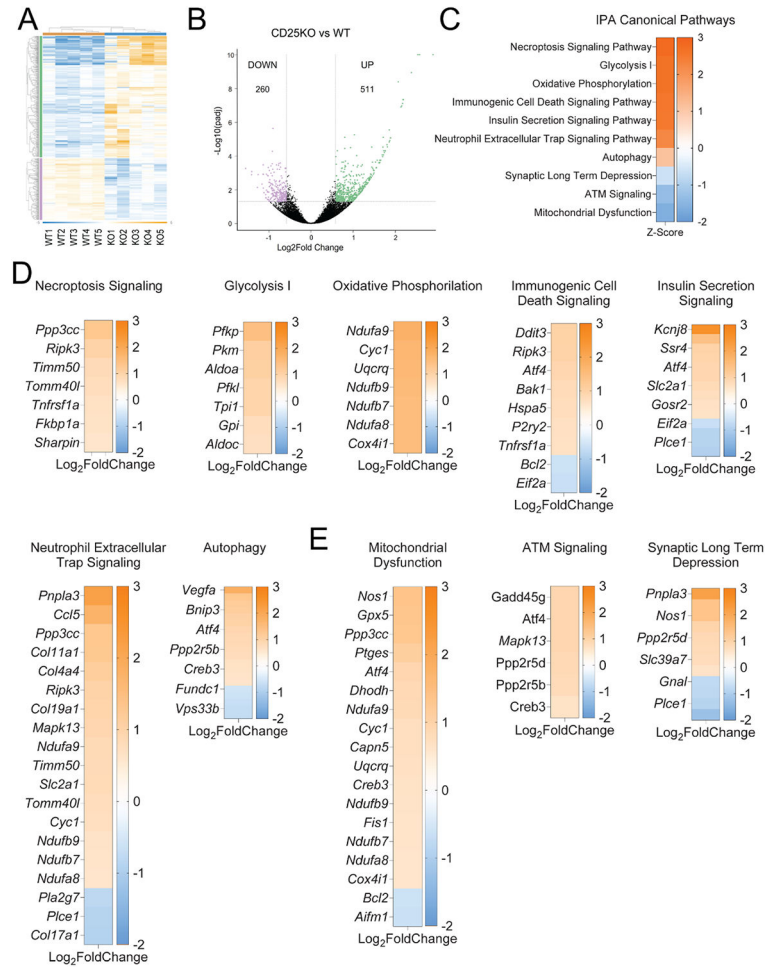 A
WT1
WT2
WT3
WT4
WT5
KO1
KO2
KO3
KO4
KO5
B
CD25KO vs WT
DOWN
260
UP
511
-Log10(padj)
10
8
6
4
2
0
-1
0
1
2
Log2Fold Change
C
IPA Canonical Pathways
Necroptosis Signaling Pathway
Glycolysis I
Oxidative Phosphorylation
Immunogenic Cell Death Signaling Pathway
Insulin Secretion Signaling Pathway
Neutrophil Extracellular Trap Signaling Pathway
Autophagy
Synaptic Long Term Depression
ATM Signaling
Mitochondrial Dysfunction
3
2
1
0
-1
-2
Z-Score
D
Necroptosis Signaling
Ppp3cc
Ripk3
Timm50
Tomm40l
Tnfrsf1a
Fkbp1a
Sharpin
3
2
1
0
-1
-2
Log2FoldChange
Glycolysis I
Pfkp
Pkm
Aldoa
Pfkl
Tpi1
Gpi
Aldoc
3
2
1
0
-1
-2
Log2FoldChange
Oxidative Phosphorilation
Ndufa9
Cyc1
Uqcrq
Ndufb9
Ndufb7
Ndufa8
Cox4i1
3
2
1
0
-1
-2
Log2FoldChange
Immunogenic Cell
Death Signaling
Ddit3
Ripk3
Atf4
Bak1
Hspa5
P2ry2
Tnfrsf1a
Bcl2
Eif2a
3
2
1
0
-1
-2
Log2FoldChange
Insulin Secretion
Signaling
Kcnj8
Ssr4
Atf4
Slc2a1
Gosr2
Eif2a
Plce1
3
2
1
0
-1
-2
Log2FoldChange
Neutrophil Extracellular
Trap Signaling
Pnpla3
Ccl5
Ppp3cc
Col11a1
Col4a4
Ripk3
Col19a1
Mapk13
Ndufa9
Timm50
Slc2a1
Tomm40l
Cyc1
Ndufb9
Ndufb7
Ndufa8
Pla2g7
Plce1
Col17a1
3
2
1
0
-1
-2
Log2FoldChange
Autophagy
Vegfa
Bnip3
Atf4
Ppp2r5b
Creb3
Fundc1
Vps33b
3
2
1
0
-1
-2
Log2FoldChange
E
Mitochondrial
Dysfunction
Nos1
Gpx5
Ppp3cc
Ptges
Atf4
Dhodh
Ndufa9
Cyc1
Capn5
Uqcrq
Creb3
Ndufb9
Fis1
Ndufb7
Ndufa8
Cox4i1
Bcl2
Aifm1
3
2
1
0
-1
-2
Log2FoldChange
ATM Signaling
Gadd45g
Atf4
Mapk13
Ppp2r5d
Ppp2r5b
Creb3
3
2
1
0
-1
-2
Log2FoldChange
Synaptic Long Term
Depression
Pnpla3
Nos1
Ppp2r5d
Slc39a7
Gnal
Plce1
3
2
1
0
-1
-2
Log2FoldChange